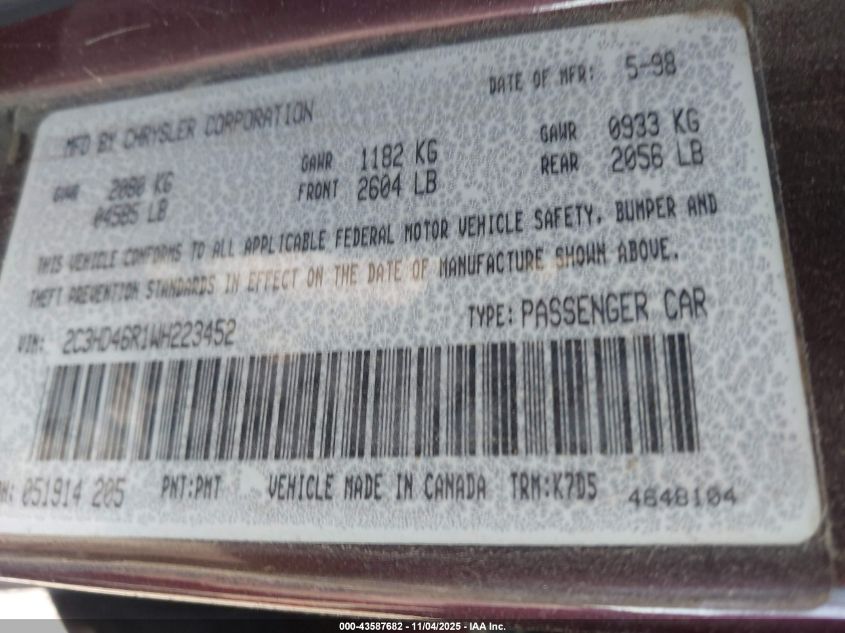 DATE OF MFR: 5-98
MFD BY CHRYSLER CORPORATION
GAWR 1182 KG GAWR 0933 KG
FRONT 2604 LB REAR 2056 LB
2080 KG
04585 LB
THIS VEHICLE CONFORMS TO ALL APPLICABLE FEDERAL MOTOR VEHICLE SAFETY, BUMPER AND
THEFT PREVENTION STANDARDS IN EFFECT ON THE DATE OF MANUFACTURE SHOWN ABOVE.
VIN: 2C3HD46R1WH223452 TYPE: PASSENGER CAR
051914 205 PNT:PMT VEHICLE MADE IN CANADA TRM:K7D5 4648104
000-43587682 - 11/04/2025 - IAA Inc.